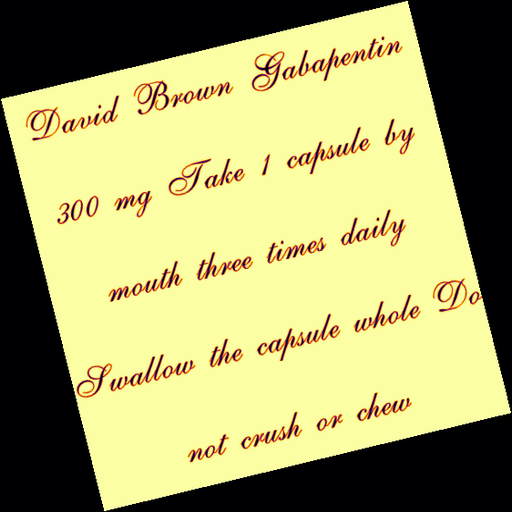 David Brown Gabapentin
300 mg Take 1 capsule by
mouth three times daily
Swallow the capsule whole Do
not crush or chew